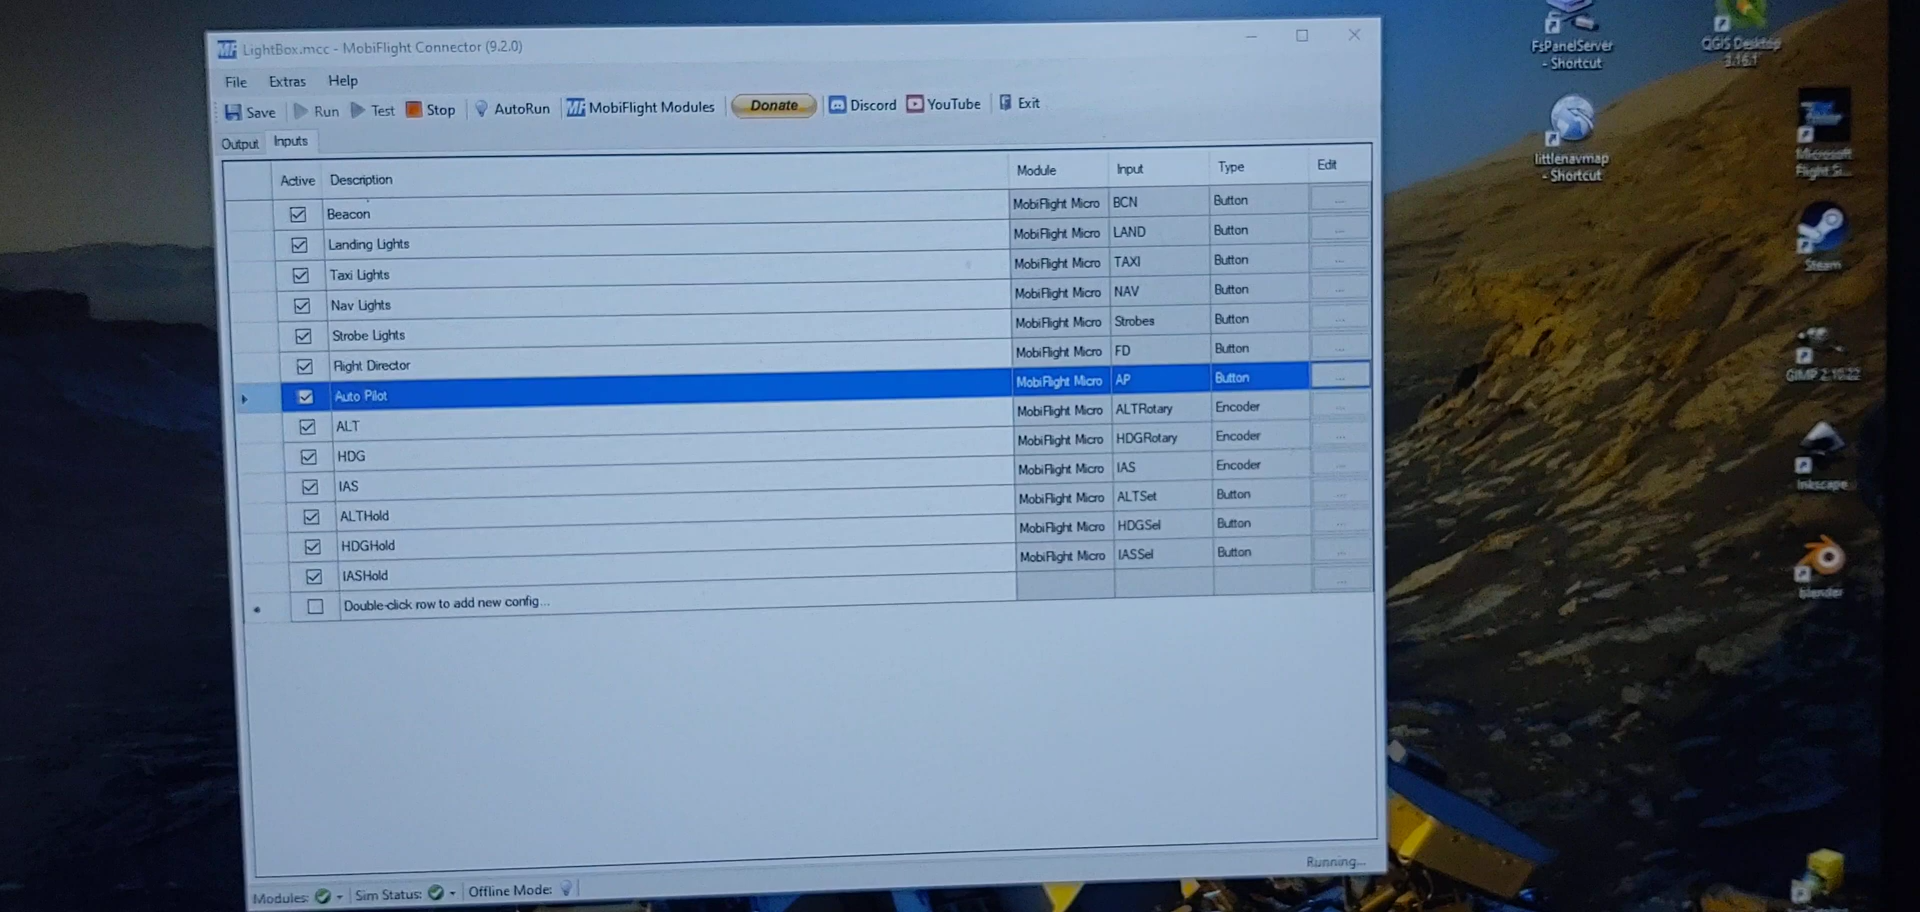 LightBox.mcc - MobiFlight Connector (9.2.0)
File Extras Help
Save Run Test Stop AutoRun MobiFlight Modules Donate Discord YouTube Exit
Output Inputs
Active Description Module Input Type Edit
Beacon MobiFlight Micro BCN Button ...
Landing Lights MobiFlight Micro LAND Button ...
Taxi Lights MobiFlight Micro TAXI Button ...
Nav Lights MobiFlight Micro NAV Button ...
Strobe Lights MobiFlight Micro Strobes Button ...
Flight Director MobiFlight Micro FD Button ...
Auto Pilot MobiFlight Micro AP Button ...
ALT MobiFlight Micro ALTRotary Encoder ...
HDG MobiFlight Micro HDGRotary Encoder ...
IAS MobiFlight Micro IAS Encoder ...
ALTHold MobiFlight Micro ALTSet Button ...
HDGHold MobiFlight Micro HDGSel Button ...
IASHold MobiFlight Micro IASSel Button ...
Double-click row to add new config... ...
Running...
Modules: Sim Status: Offline Mode:
FsPanelServer
- Shortcut
QGIS Desktop
3.16.1
littlenavmap
- Shortcut
Microsoft
Flight Si...
Steam
GIMP 2.10.22
Inkscape
blender